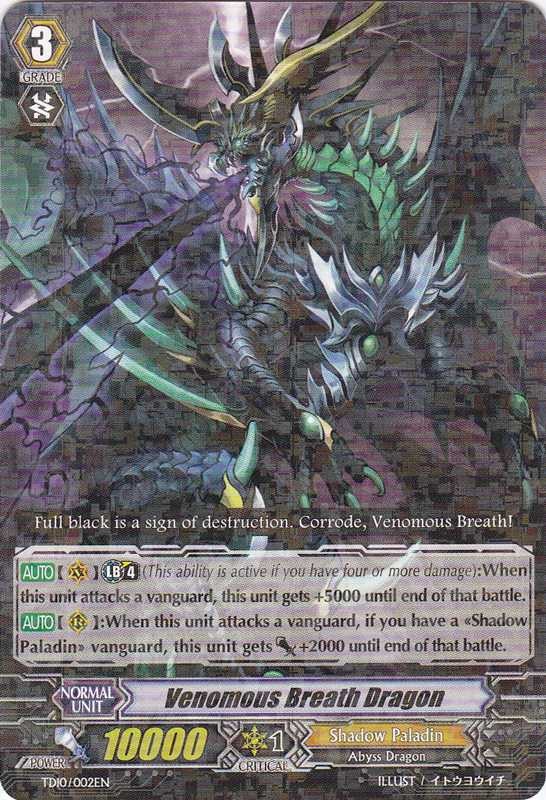 3
GRADE
Full black is a sign of destruction. Corrode, Venomous Breath!
AUTO【V】LB4(This ability is active if you have four or more damage):When
this unit attacks a vanguard, this unit gets +5000 until end of that battle.
AUTO【R】:When this unit attacks a vanguard, if you have a «Shadow
Paladin» vanguard, this unit gets +2000 until end of that battle.
NORMAL
UNIT
Venomous Breath Dragon
POWER
10000
1
CRITICAL
Shadow Paladin
Abyss Dragon
TD10/002EN
ILLUST / イトウヨウイチ